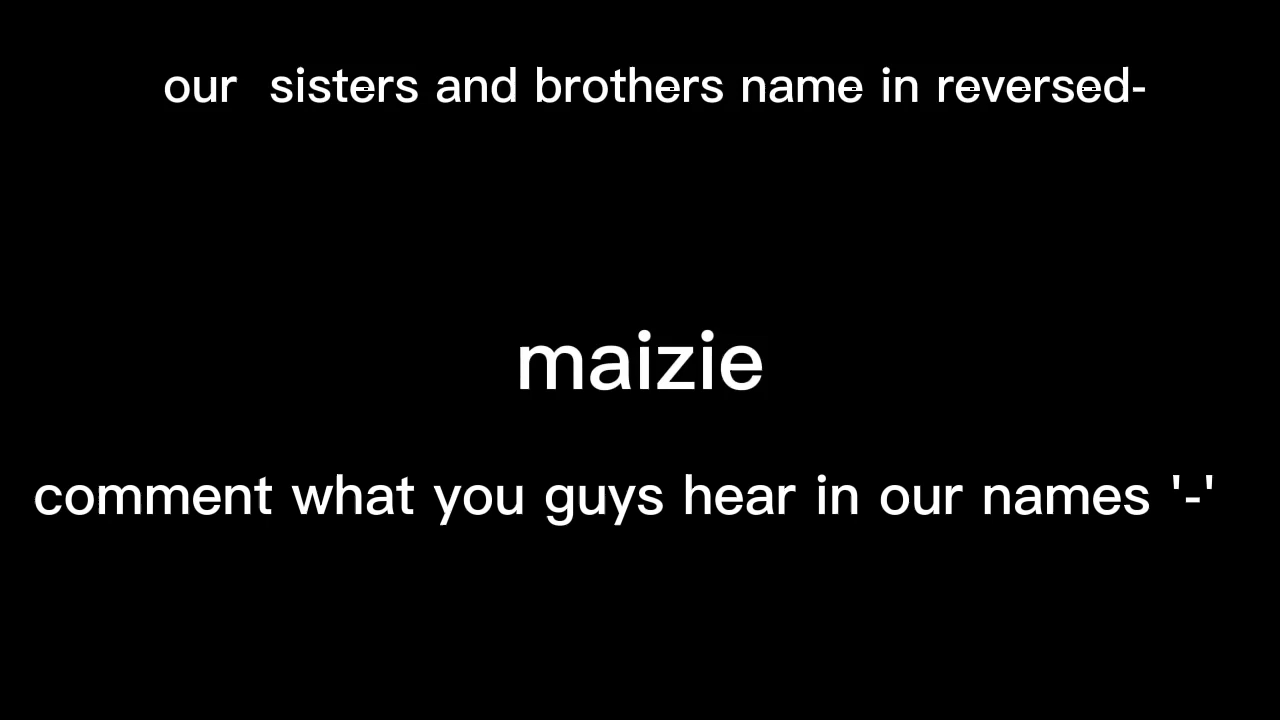 our  sisters and brothers name in reversed-
maizie
comment what you guys hear in our names '-'